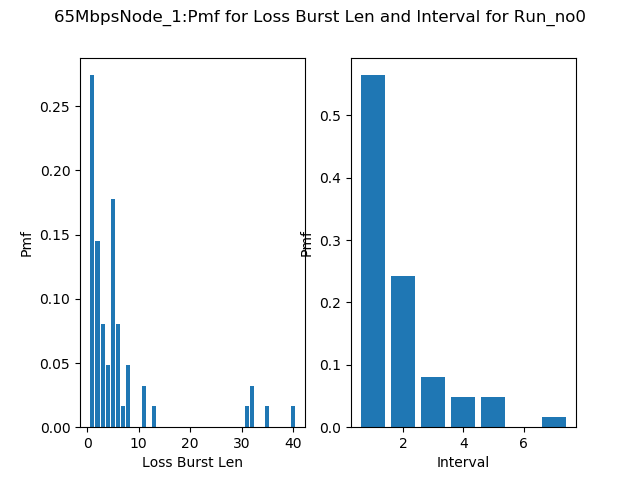 65MbpsNode_1:Pmf for Loss Burst Len and Interval for Run_no0
Pmf
0.25
0.20
0.15
0.10
0.05
0.00
0 10 20 30 40
Loss Burst Len
Pmf
0.5
0.4
0.3
0.2
0.1
0.0
2 4 6
Interval